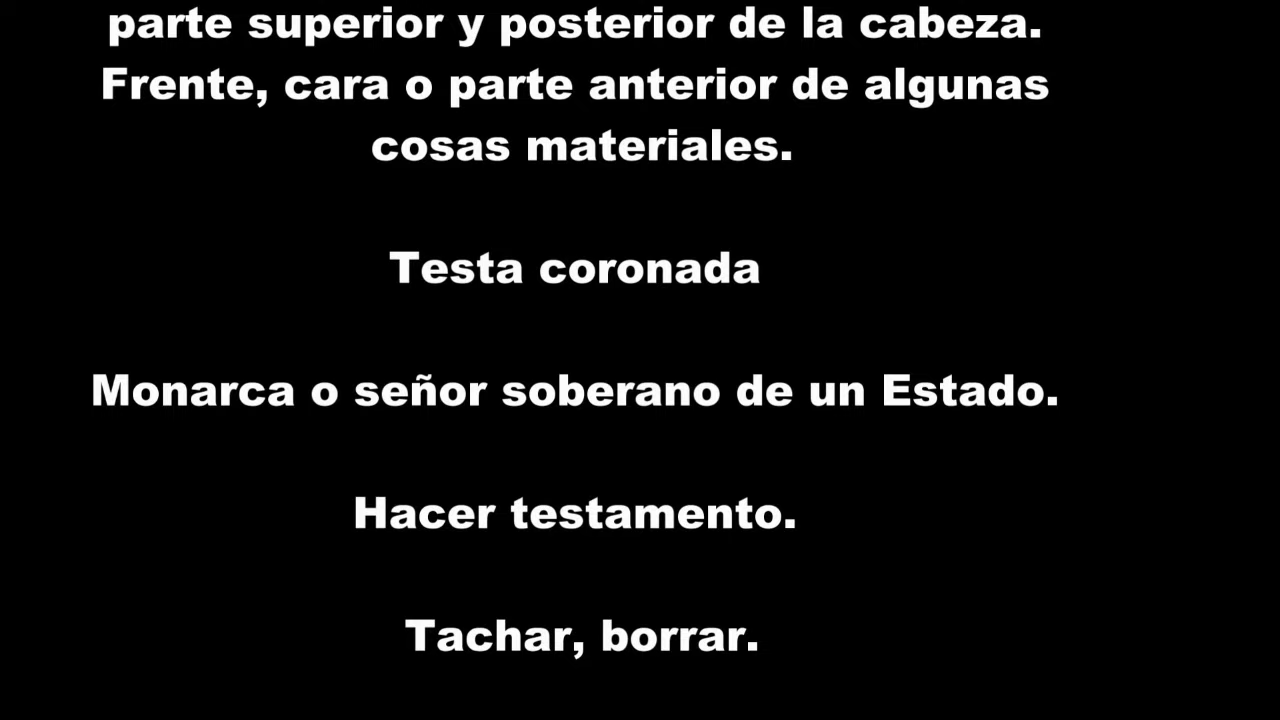 parte superior y posterior de la cabeza.
Frente, cara o parte anterior de algunas
cosas materiales.
Testa coronada
Monarca o señor soberano de un Estado.
Hacer testamento.
Tachar, borrar.